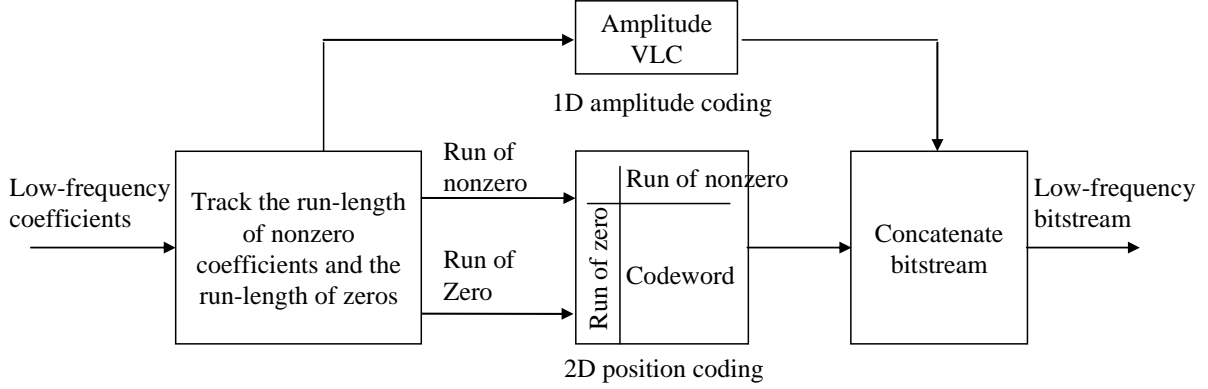 Amplitude
VLC
1D amplitude coding
Low-frequency
coefficients
Track the run-length
of nonzero
coefficients and the
run-length of zeros
Run of
nonzero
Run of
Zero
Run of nonzero
Run of zero
Codeword
2D position coding
Concatenate
bitstream
Low-frequency
bitstream